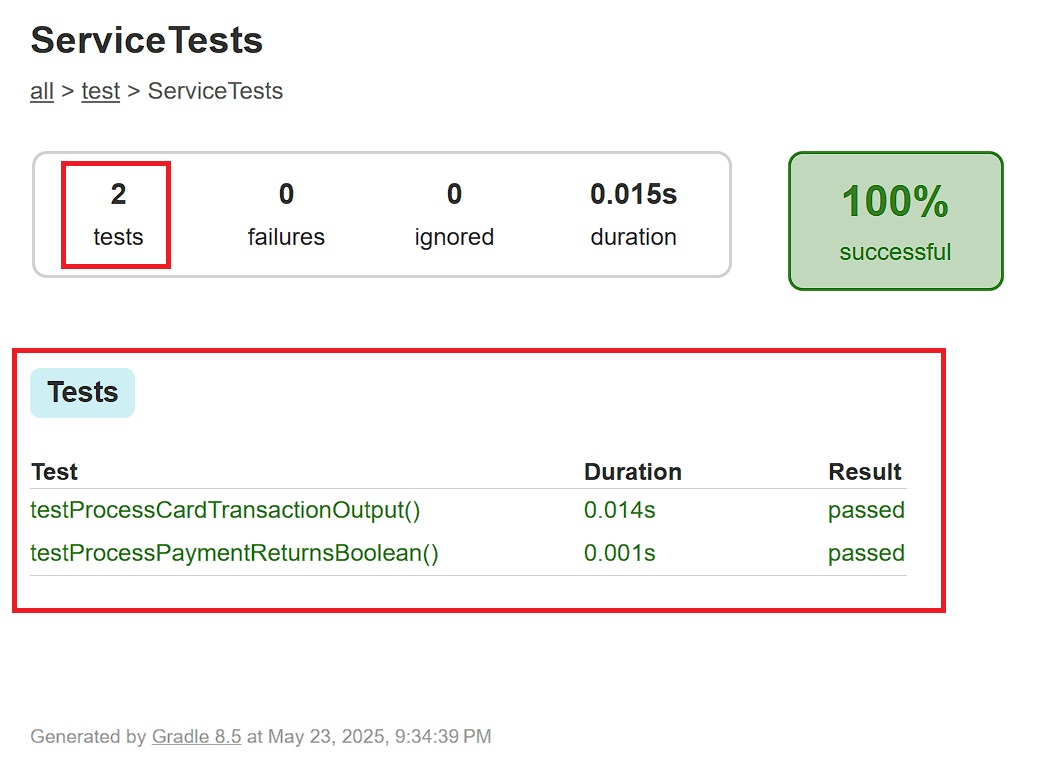 ServiceTests
all > test > ServiceTests
2 0 0 0.015s
tests failures ignored duration
100%
successful
Tests
Test Duration Result
testProcessCardTransactionOutput() 0.014s passed
testProcessPaymentReturnsBoolean() 0.001s passed
Generated by Gradle 8.5 at May 23, 2025, 9:34:39 PM